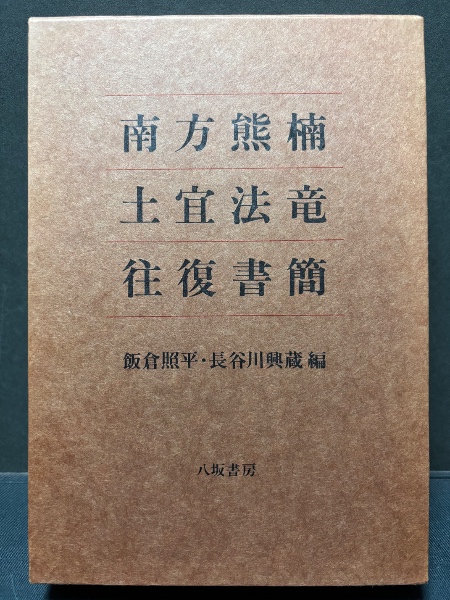 南方熊楠
土宜法竜
往復書簡
飯倉照平・長谷川興蔵 編
八坂書房